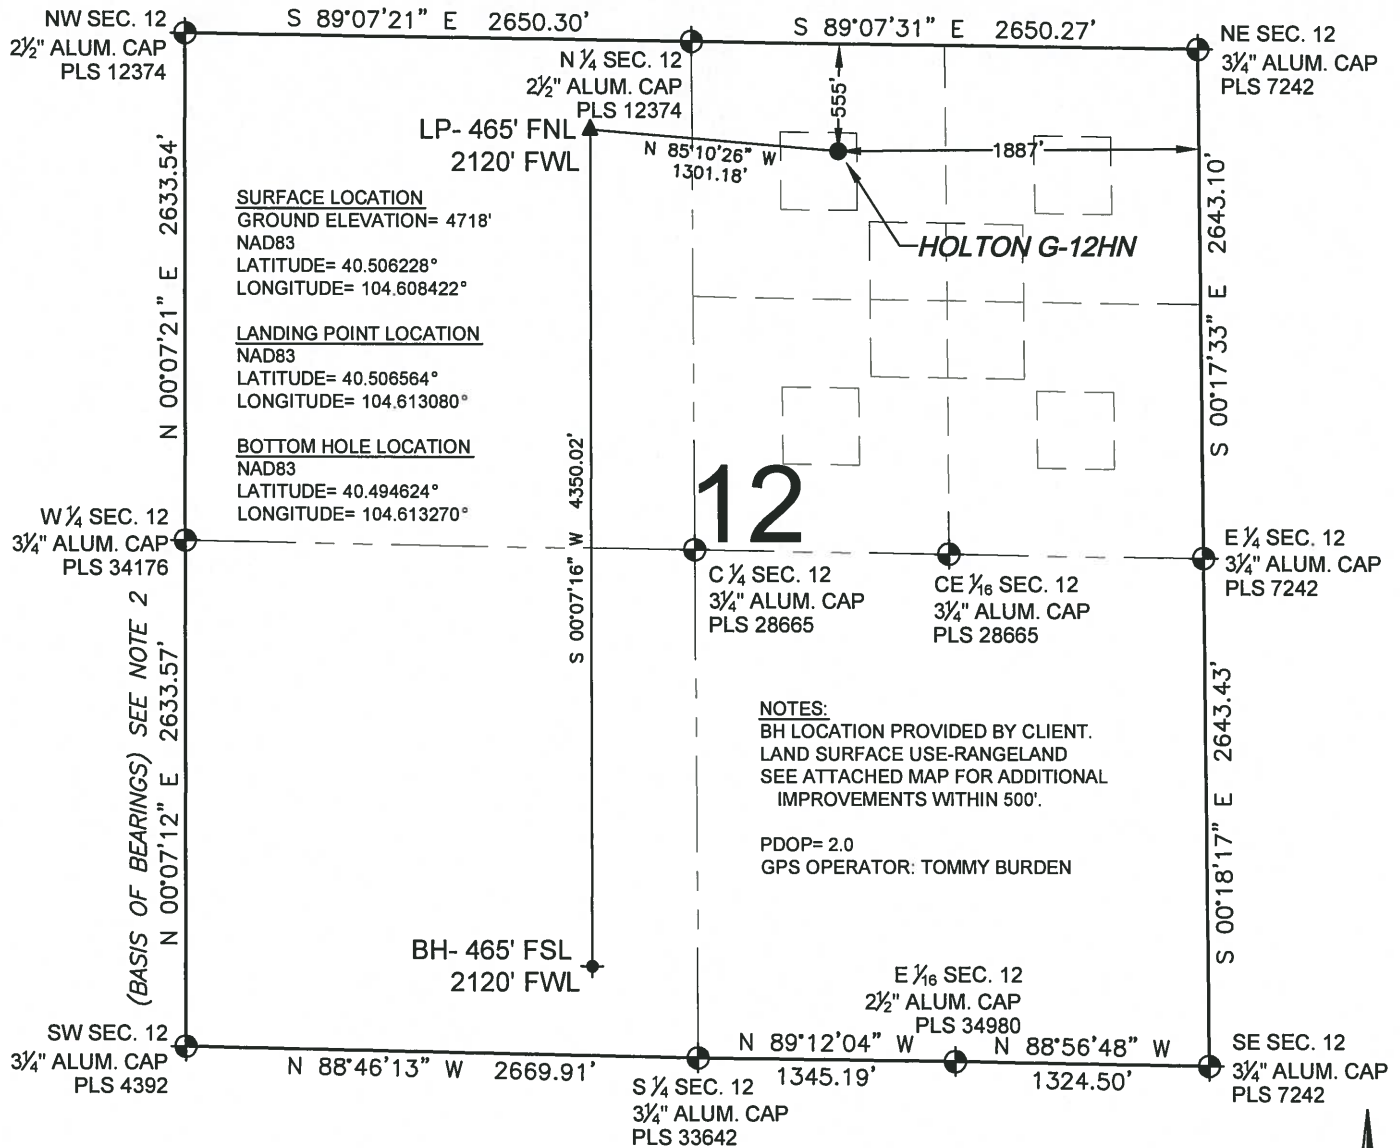 S 89°07'21" E 2650.30'
S 89°07'31" E 2650.27'
NW SEC. 12
2½" ALUM. CAP
PLS 12374
N ¼ SEC. 12
2½" ALUM. CAP
PLS 12374
NE SEC. 12
3¼" ALUM. CAP
PLS 7242
555'
LP- 465' FNL
2120' FWL
N 85°10'26" W
1301.18'
1887'
HOLTON G-12HN
N 00°07'21" E 2633.54'
S 00°17'33" E 2643.10'
SURFACE LOCATION
GROUND ELEVATION= 4718'
NAD83
LATITUDE= 40.506228°
LONGITUDE= 104.608422°
LANDING POINT LOCATION
NAD83
LATITUDE= 40.506564°
LONGITUDE= 104.613080°
BOTTOM HOLE LOCATION
NAD83
LATITUDE= 40.494624°
LONGITUDE= 104.613270°
S 00°07'16" W 4350.02'
12
W ¼ SEC. 12
3¼" ALUM. CAP
PLS 34176
C ¼ SEC. 12
3¼" ALUM. CAP
PLS 28665
CE 1/16 SEC. 12
3¼" ALUM. CAP
PLS 28665
E ¼ SEC. 12
3¼" ALUM. CAP
PLS 7242
(BASIS OF BEARINGS) SEE NOTE 2
N 00°07'12" E 2633.57'
S 00°18'17" E 2643.43'
NOTES:
BH LOCATION PROVIDED BY CLIENT.
LAND SURFACE USE-RANGELAND
SEE ATTACHED MAP FOR ADDITIONAL
IMPROVEMENTS WITHIN 500'.
PDOP= 2.0
GPS OPERATOR: TOMMY BURDEN
BH- 465' FSL
2120' FWL
E 1/16 SEC. 12
2½" ALUM. CAP
PLS 34980
SW SEC. 12
3¼" ALUM. CAP
PLS 4392
N 88°46'13" W 2669.91'
S ¼ SEC. 12
3¼" ALUM. CAP
PLS 33642
N 89°12'04" W
1345.19'
N 88°56'48" W
1324.50'
SE SEC. 12
3¼" ALUM. CAP
PLS 7242